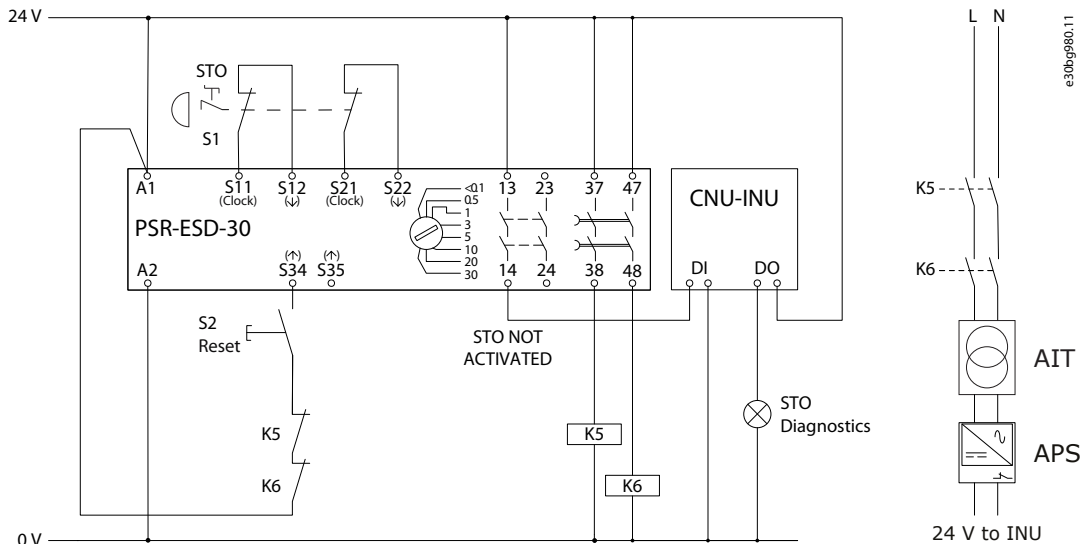 24 V
STO
S1
A1
S11
(Clock)
S12
(↓)
S21
(Clock)
S22
(↓)
PSR-ESD-30
<0.1
0.5
1
3
5
10
20
30
13
23
37
47
A2
(↑)
S34
(↑)
S35
14
24
38
48
CNU-INU
DI
DO
S2
Reset
STO NOT
ACTIVATED
K5
K6
K5
K6
STO
Diagnostics
0 V
L
N
K5
K6
AIT
APS
24 V to INU
e30bg980.11